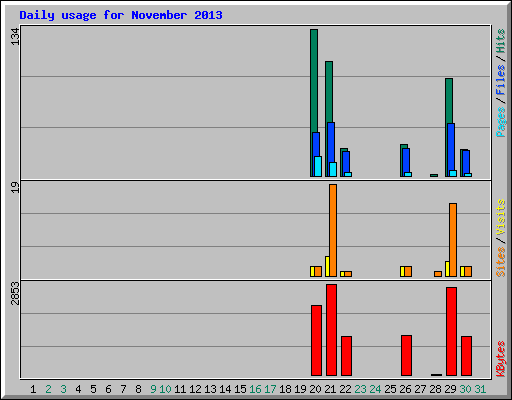 Daily usage for November 2013
134
Pages/Files/Hits
19
Sites/Visits
2853
KBytes
1 2 3 4 5 6 7 8 9 10 11 12 13 14 15 16 17 18 19 20 21 22 23 24 25 26 27 28 29 30 31